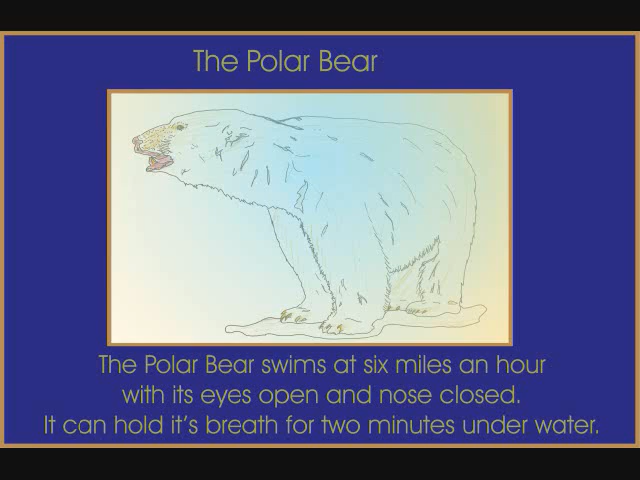 The Polar Bear
The Polar Bear swims at six miles an hour
with its eyes open and nose closed.
It can hold it's breath for two minutes under water.